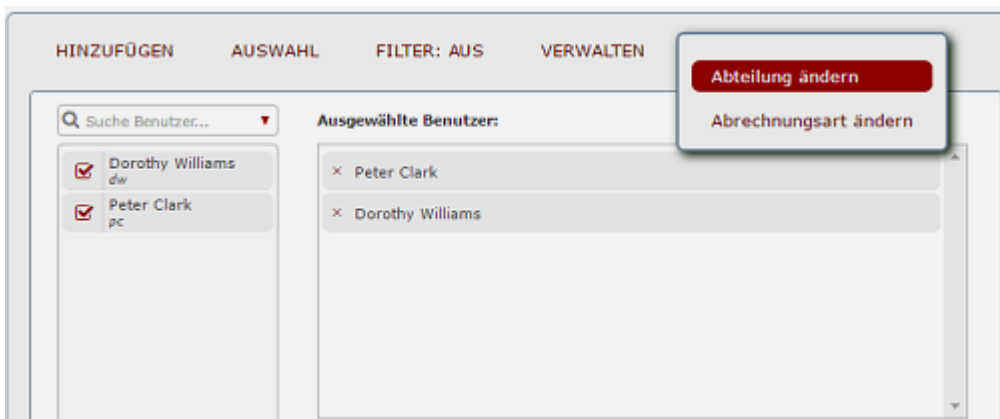 HINZUFÜGEN
AUSWAHL
FILTER: AUS
VERWALTEN
Abteilung ändern
Abrechnungsart ändern
Suche Benutzer...
Ausgewählte Benutzer:
Dorothy Williams
dw
Peter Clark
pc
× Peter Clark
× Dorothy Williams